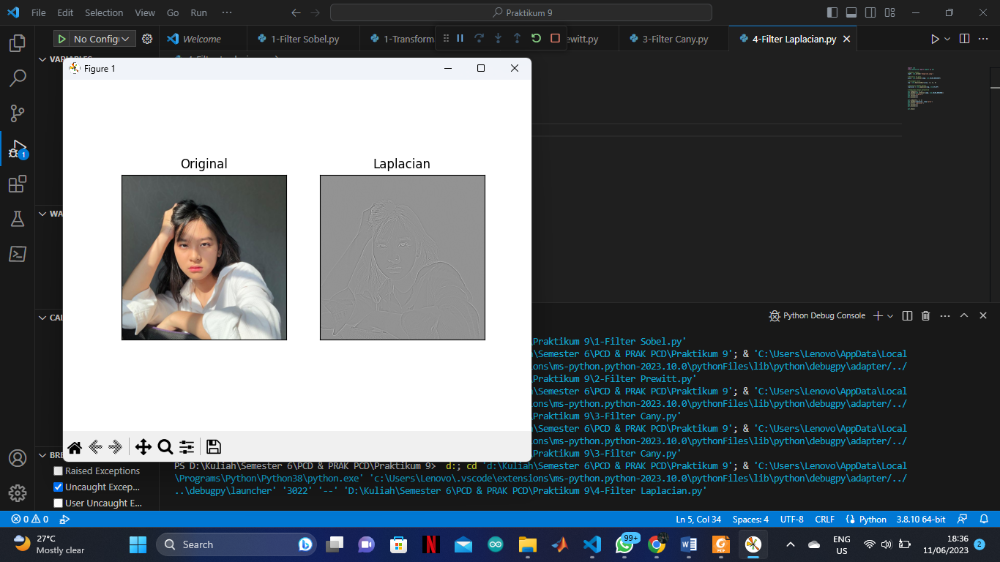 File Edit Selection View Go Run ··· Praktikum 9
No Config Welcome 1-Filter Sobel.py 1-Transform ewitt.py 3-Filter Cany.py 4-Filter Laplacian.py
VARIABLES
Figure 1
Original Laplacian
WA
CAL
Python Debug Console
\Praktikum 9\1-Filter Sobel.py'
\Semester 6\PCD & PRAK PCD\Praktikum 9'; & 'C:\Users\Lenovo\AppData\Local
ons\ms-python.python-2023.10.0\pythonFiles\lib\python\debugpy\adapter/../
\Praktikum 9\2-Filter Prewitt.py'
\Semester 6\PCD & PRAK PCD\Praktikum 9'; & 'C:\Users\Lenovo\AppData\Local
ons\ms-python.python-2023.10.0\pythonFiles\lib\python\debugpy\adapter/../
\Praktikum 9\3-Filter Cany.py'
\Semester 6\PCD & PRAK PCD\Praktikum 9'; & 'C:\Users\Lenovo\AppData\Local
ons\ms-python.python-2023.10.0\pythonFiles\lib\python\debugpy\adapter/../
\Praktikum 9\3-Filter Cany.py'
PS D:\Kuliah\Semester 6\PCD & PRAK PCD\Praktikum 9> d:; cd 'd:\Kuliah\Semester 6\PCD & PRAK PCD\Praktikum 9'; & 'C:\Users\Lenovo\AppData\Local
\Programs\Python\Python38\python.exe' 'c:\Users\Lenovo\.vscode\extensions\ms-python.python-2023.10.0\pythonFiles\lib\python\debugpy\adapter/../
..\debugpy\launcher' '3022' '--' 'D:\Kuliah\Semester 6\PCD & PRAK PCD\Praktikum 9\4-Filter Laplacian.py'
1
BRE
Raised Exceptions
Uncaught Excep...
User Uncaught E...
0 0 Ln 5, Col 34 Spaces: 4 UTF-8 CRLF Python 3.8.10 64-bit
27°C
Mostly clear
Search
99+
ENG
US
18:36
11/06/2023
2